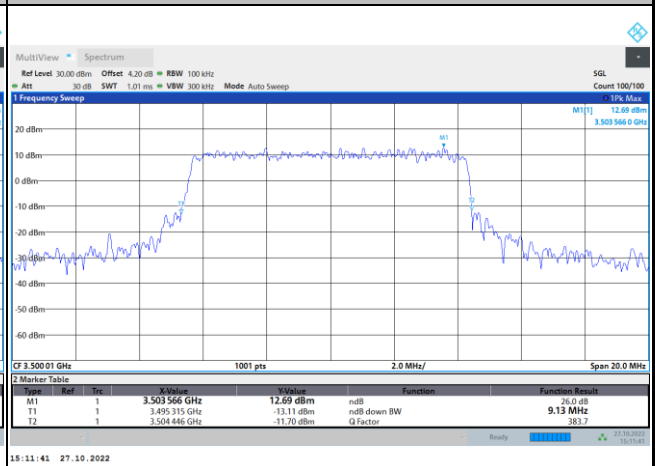 MultiView Spectrum
Ref Level 30.00 dBm Offset 4.20 dB RBW 100 kHz SGL
Att 30 dB SWT 1.01 ms VBW 300 kHz Mode Auto Sweep Count 100/100
1 Frequency Sweep 1Pk Max
M1[1] 12.69 dBm
3.503 566 0 GHz
20 dBm
M1
10 dBm
0 dBm
-10 dBm
T1
T2
-20 dBm
-30 dBm
-40 dBm
-50 dBm
-60 dBm
CF 3.500 01 GHz 1001 pts 2.0 MHz/ Span 20.0 MHz
2 Marker Table
Type Ref Trc X-Value Y-Value Function Function Result
M1 1 3.503 566 GHz 12.69 dBm ndB 26.0 dB
T1 1 3.495 315 GHz -13.11 dBm ndB down BW 9.13 MHz
T2 1 3.504 446 GHz -11.70 dBm Q Factor 383.7
Ready 27.10.2022
15:11:41
15:11:41 27.10.2022